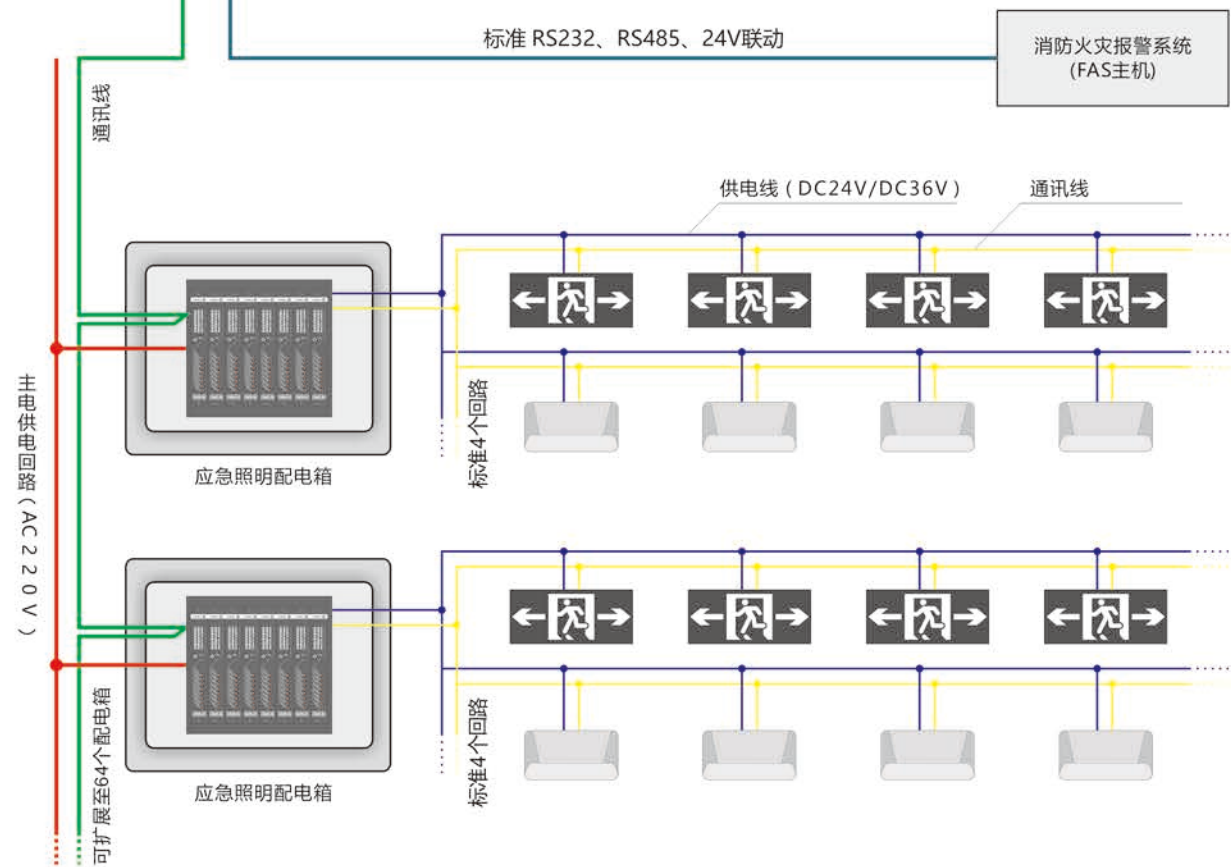 标准 RS232、RS485、24V联动
消防火灾报警系统
(FAS主机)
通讯线
供电线(DC24V/DC36V)
通讯线
主电供电回路(AC220V)
标准4个回路
应急照明配电箱
标准4个回路
应急照明配电箱
可扩展至64个配电箱